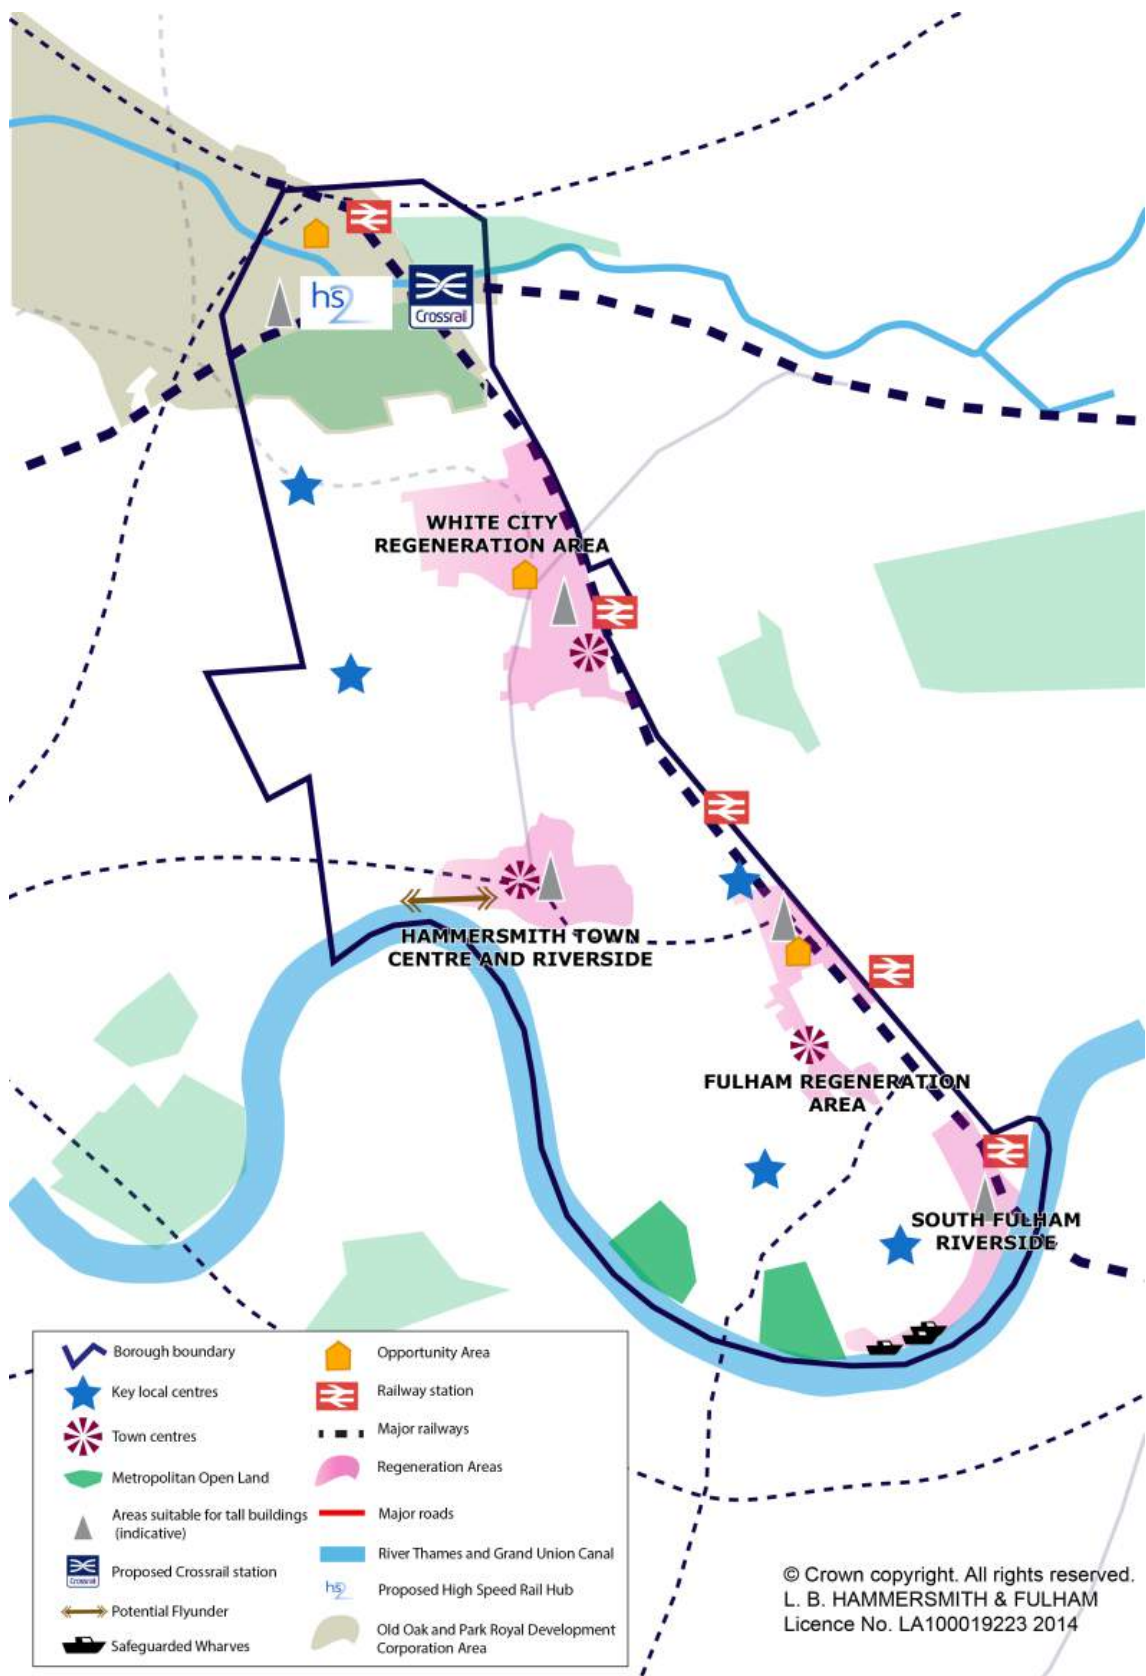 hs2
Crossrail
WHITE CITY
REGENERATION AREA
HAMMERSMITH TOWN
CENTRE AND RIVERSIDE
FULHAM REGENERATION
AREA
SOUTH FULHAM
RIVERSIDE
Borough boundary
Key local centres
Town centres
Metropolitan Open Land
Areas suitable for tall buildings
(indicative)
Crossrail
Proposed Crossrail station
Potential Flyunder
Safeguarded Wharves
Opportunity Area
Railway station
Major railways
Regeneration Areas
Major roads
River Thames and Grand Union Canal
hs2
Proposed High Speed Rail Hub
Old Oak and Park Royal Development
Corporation Area
© Crown copyright. All rights reserved.
L. B. HAMMERSMITH & FULHAM
Licence No. LA100019223 2014